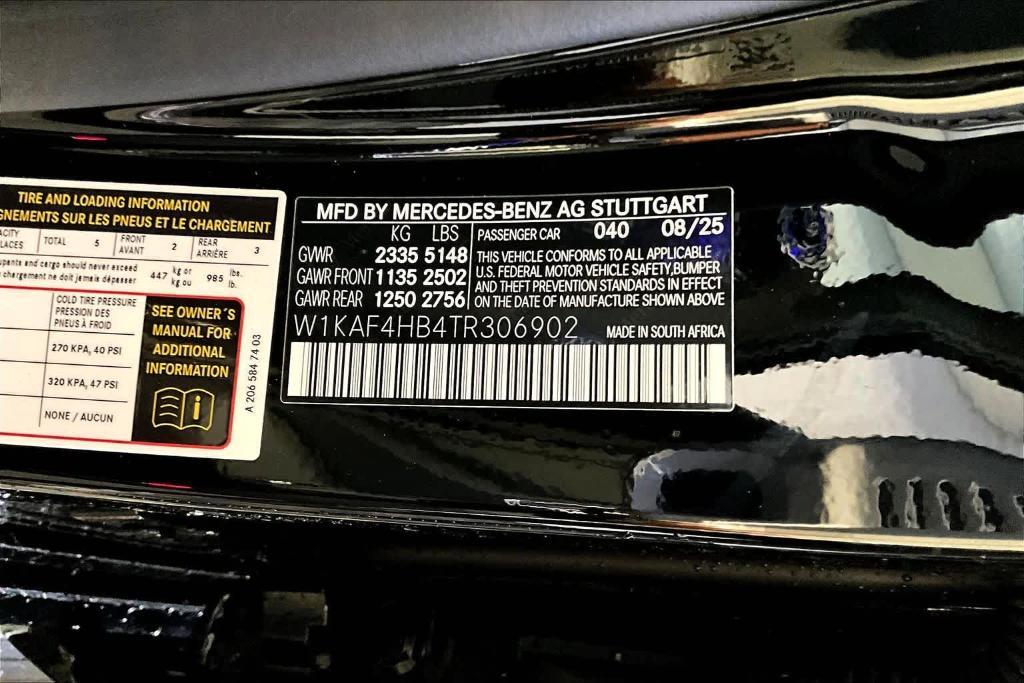 TIRE AND LOADING INFORMATION
GNEMENTS SUR LES PNEUS ET LE CHARGEMENT
TOTAL 5 FRONT AVANT 2 REAR ARRIÈRE 3
and cargo should never exceed 447 kg or 985 lbs.
chargement ne doit jamais dépasser kg ou lb.
COLD TIRE PRESSURE
PRESSION DES
PNEUS À FROID
270 KPA, 40 PSI
320 KPA, 47 PSI
NONE / AUCUN
SEE OWNER´S
MANUAL FOR
ADDITIONAL
INFORMATION
A 206 584 74 03
MFD BY MERCEDES-BENZ AG STUTTGART
KG LBS
GVWR 2335 5148
GAWR FRONT 1135 2502
GAWR REAR 1250 2756
PASSENGER CAR 040 08/25
THIS VEHICLE CONFORMS TO ALL APPLICABLE
U.S. FEDERAL MOTOR VEHICLE SAFETY,BUMPER
AND THEFT PREVENTION STANDARDS IN EFFECT
ON THE DATE OF MANUFACTURE SHOWN ABOVE
W1KAF4HB4TR306902 MADE IN SOUTH AFRICA